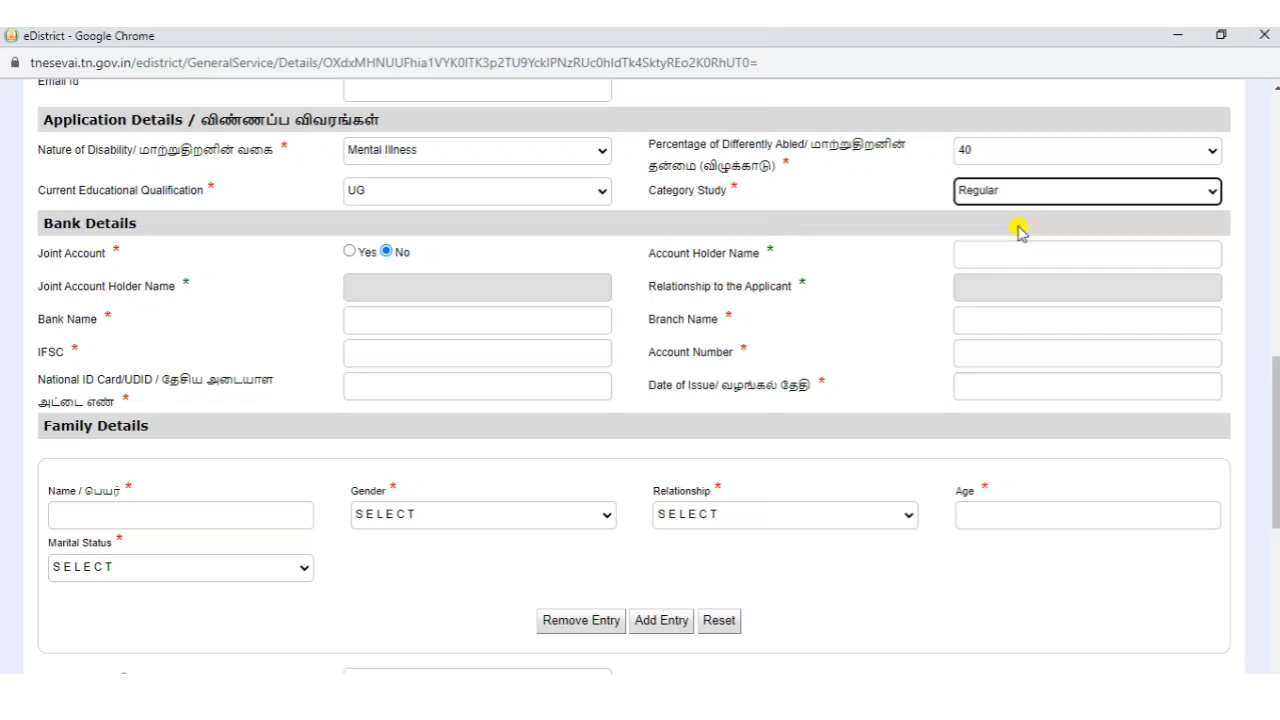 eDistrict - Google Chrome
tnesevai.tn.gov.in/edistrict/GeneralService/Details/OXdxMHNUUFhia1VYK0lTK3p2TU9YcklPNzRUc0hIdTk4SktyREo2K0RhUT0=
Email Id
Application Details / விண்ணப்ப விவரங்கள்
Nature of Disability/ மாற்றுதிறனின் வகை * Mental Illness
Percentage of Differently Abled/ மாற்றுதிறனின்
தன்மை (விழுக்காடு) * 40
Current Educational Qualification * UG
Category Study * Regular
Bank Details
Joint Account * Yes No
Account Holder Name *
Joint Account Holder Name *
Relationship to the Applicant *
Bank Name *
Branch Name *
IFSC *
Account Number *
National ID Card/UDID / தேசிய அடையாள
அட்டை எண் *
Date of Issue/ வழங்கல் தேதி *
Family Details
Name / பெயர் * Gender * Relationship * Age *
SELECT SELECT
Marital Status *
SELECT
Remove Entry Add Entry Reset